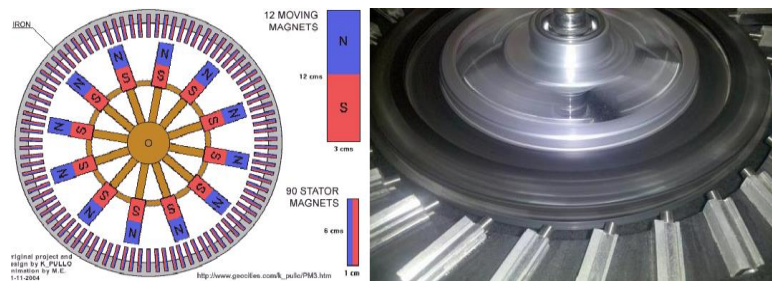 IRON
12 MOVING
MAGNETS
N
12 cms
S
3 cms
90 STATOR
MAGNETS
6 cms
1 cm
N
S
N
S
N
S
N
S
N
S
N
S
N
S
N
S
N
S
N
S
N
S
N
S
riginal project and
esign by K_PULLO
nimation by M.E.
1-11-2004
http://www.geocities.com/k_pullo/PM3.htm